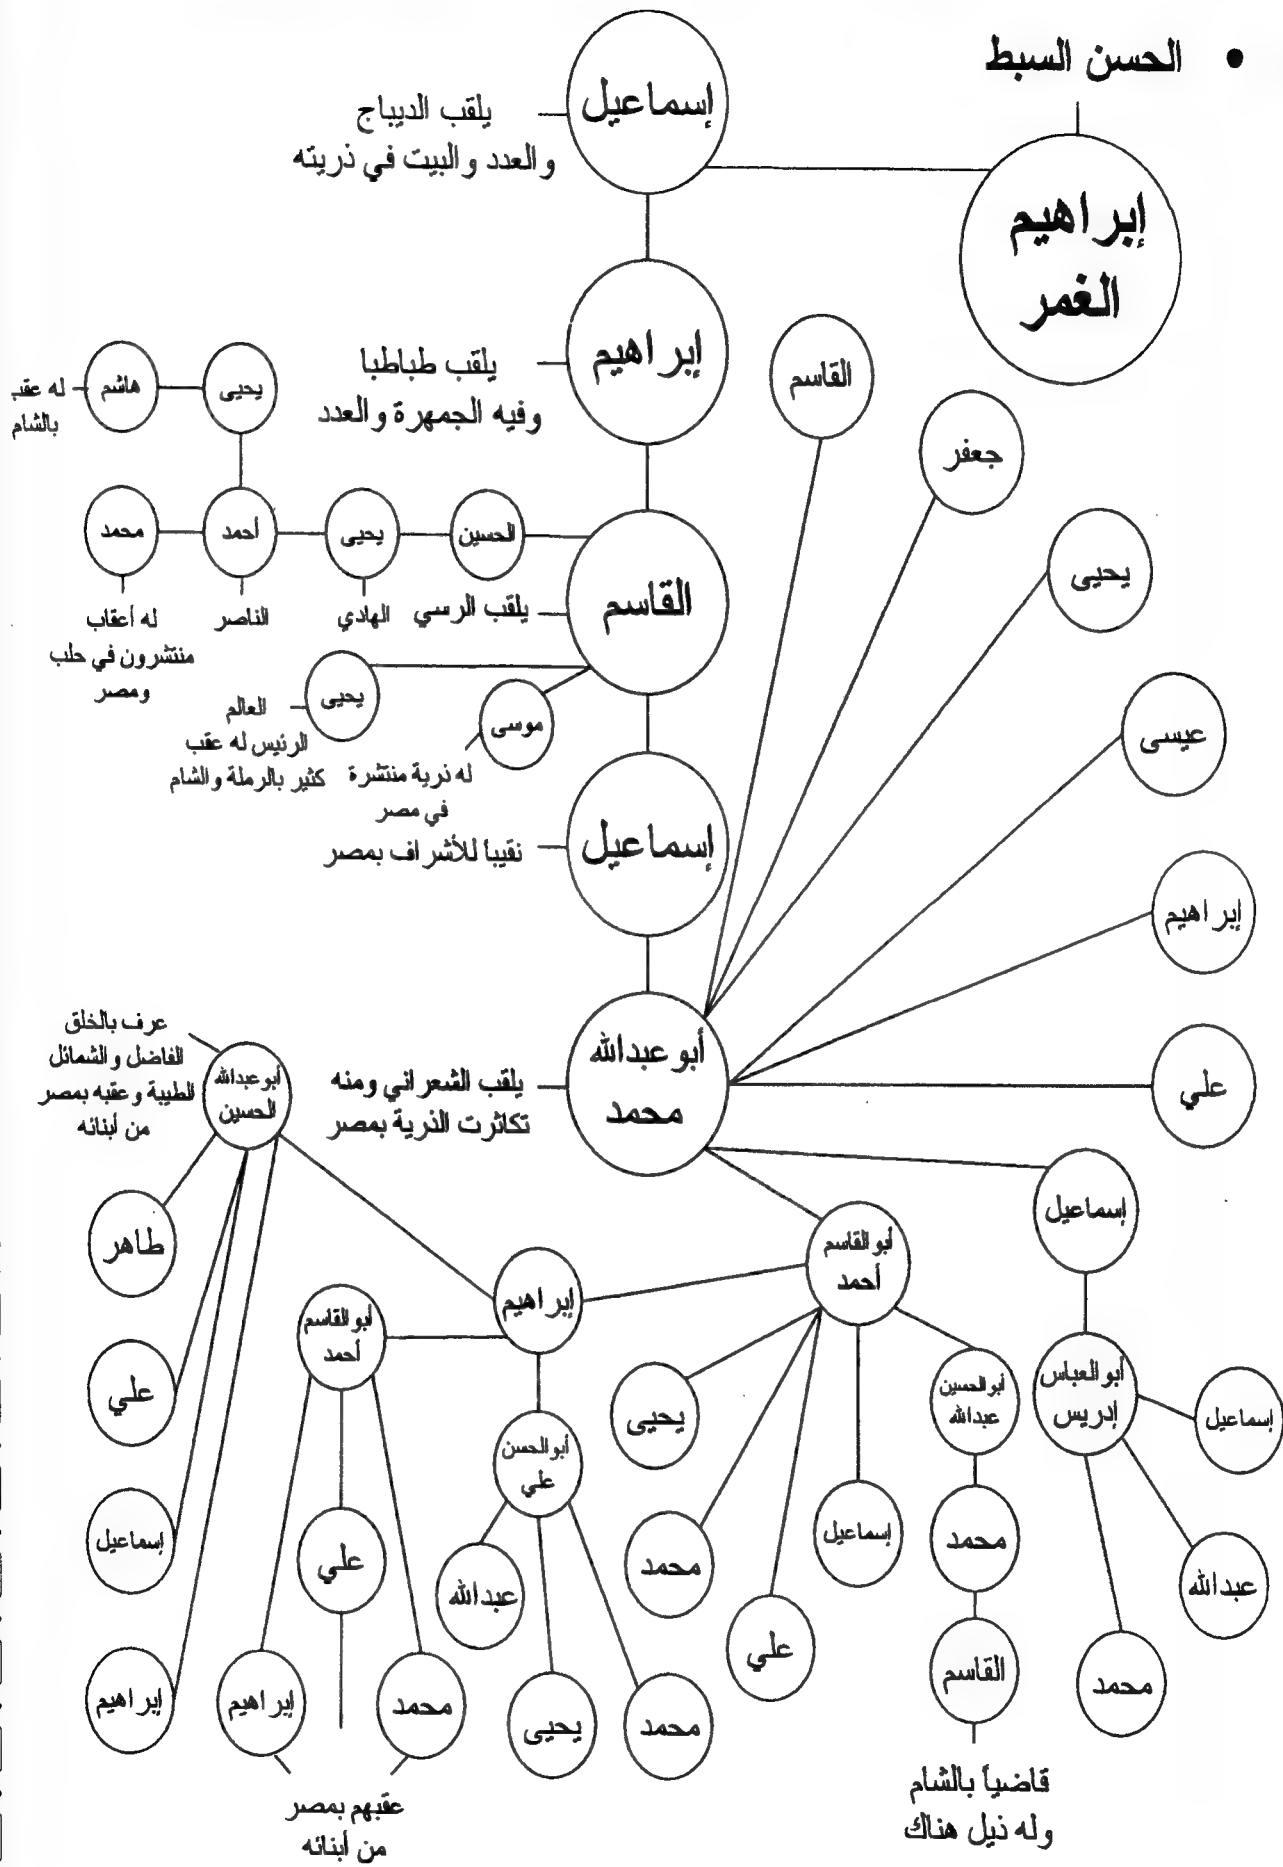 • الحسن السبط
إبراهيم
الغمر
إسماعيل
يلقب الديباج
والعدد والبيت في ذريته
إبراهيم
يلقب طباطبا
وفيه الجمهرة والعدد
القاسم
جعفر
يحيى
عيسى
إبراهيم
علي
يحيى
هاشم
له عقب
بالشام
القاسم
يلقب الرسي
الحسين
يحيى
الهادي
أحمد
الناصر
محمد
له أعقاب
منتشرون في حلب
ومصر
يحيى
العالم
الرئيس له عقب
كثير بالرملة والشام
موسى
له ذرية منتشرة
في مصر
إسماعيل
نقيباً للأشراف بمصر
أبو عبدالله
محمد
يلقب الشعراني ومنه
تكاثرت الذرية بمصر
عرف بالخلق
الفاضل والشمائل
الطيبة وعقبه بمصر
من أبنائه
أبو عبدالله
الحسين
إسماعيل
أبو القاسم
أحمد
إبراهيم
أبو القاسم
أحمد
طاهر
علي
إسماعيل
إبراهيم
أبو العباس
إدريس
إسماعيل
عبدالله
محمد
أبو الحسين
عبدالله
محمد
القاسم
قاضياً بالشام
وله ذيل هناك
إسماعيل
علي
محمد
يحيى
أبو الحسن
علي
عبدالله
يحيى
محمد
علي
محمد
إبراهيم
عقبهم بمصر
من أبنائه